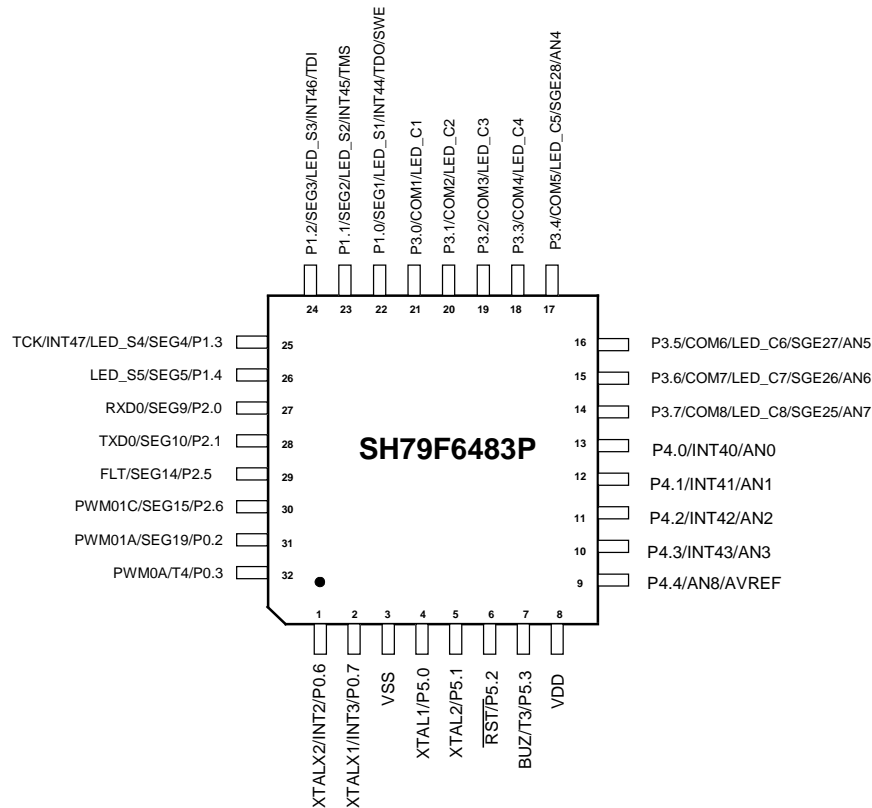 P1.2/SEG3/LED_S3/INT46/TDI
P1.1/SEG2/LED_S2/INT45/TMS
P1.0/SEG1/LED_S1/INT44/TDO/SWE
P3.0/COM1/LED_C1
P3.1/COM2/LED_C2
P3.2/COM3/LED_C3
P3.3/COM4/LED_C4
P3.4/COM5/LED_C5/SGE28/AN4
24 23 22 21 20 19 18 17
TCK/INT47/LED_S4/SEG4/P1.3 25
LED_S5/SEG5/P1.4 26
RXD0/SEG9/P2.0 27
TXD0/SEG10/P2.1 28
FLT/SEG14/P2.5 29
PWM01C/SEG15/P2.6 30
PWM01A/SEG19/P0.2 31
PWM0A/T4/P0.3 32
SH79F6483P
16 P3.5/COM6/LED_C6/SGE27/AN5
15 P3.6/COM7/LED_C7/SGE26/AN6
14 P3.7/COM8/LED_C8/SGE25/AN7
13 P4.0/INT40/AN0
12 P4.1/INT41/AN1
11 P4.2/INT42/AN2
10 P4.3/INT43/AN3
9 P4.4/AN8/AVREF
1 2 3 4 5 6 7 8
XTALX2/INT2/P0.6
XTALX1/INT3/P0.7
VSS
XTAL1/P5.0
XTAL2/P5.1
RST/P5.2
BUZ/T3/P5.3
VDD